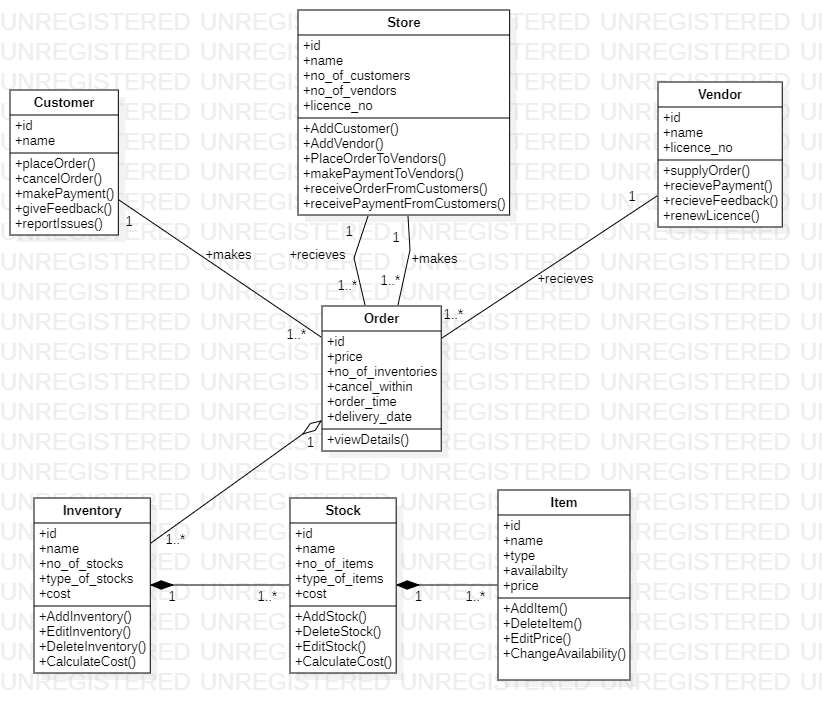 Store
+id
+name
+no_of_customers
+no_of_vendors
+licence_no
+AddCustomer()
+AddVendor()
+PlaceOrderToVendors()
+makePaymentToVendors()
+receiveOrderFromCustomers()
+receivePaymentFromCustomers()
Customer
+id
+name
+placeOrder()
+cancelOrder()
+makePayment()
+giveFeedback()
+reportIssues()
Vendor
+id
+name
+licence_no
+supplyOrder()
+recievePayment()
+recieveFeedback()
+renewLicence()
1
+makes
1..*
1
+recieves
1..*
1
+makes
1..*
1
+recieves
1..*
Order
+id
+price
+no_of_inventories
+cancel_within
+order_time
+delivery_date
+viewDetails()
1
1..*
Inventory
+id
+name
+no_of_stocks
+type_of_stocks
+cost
+AddInventory()
+EditInventory()
+DeleteInventory()
+CalculateCost()
1
1..*
Stock
+id
+name
+no_of_items
+type_of_items
+cost
+AddStock()
+DeleteStock()
+EditStock()
+CalculateCost()
1
1..*
Item
+id
+name
+type
+availabilty
+price
+AddItem()
+DeleteItem()
+EditPrice()
+ChangeAvailability()
UNREGISTERED